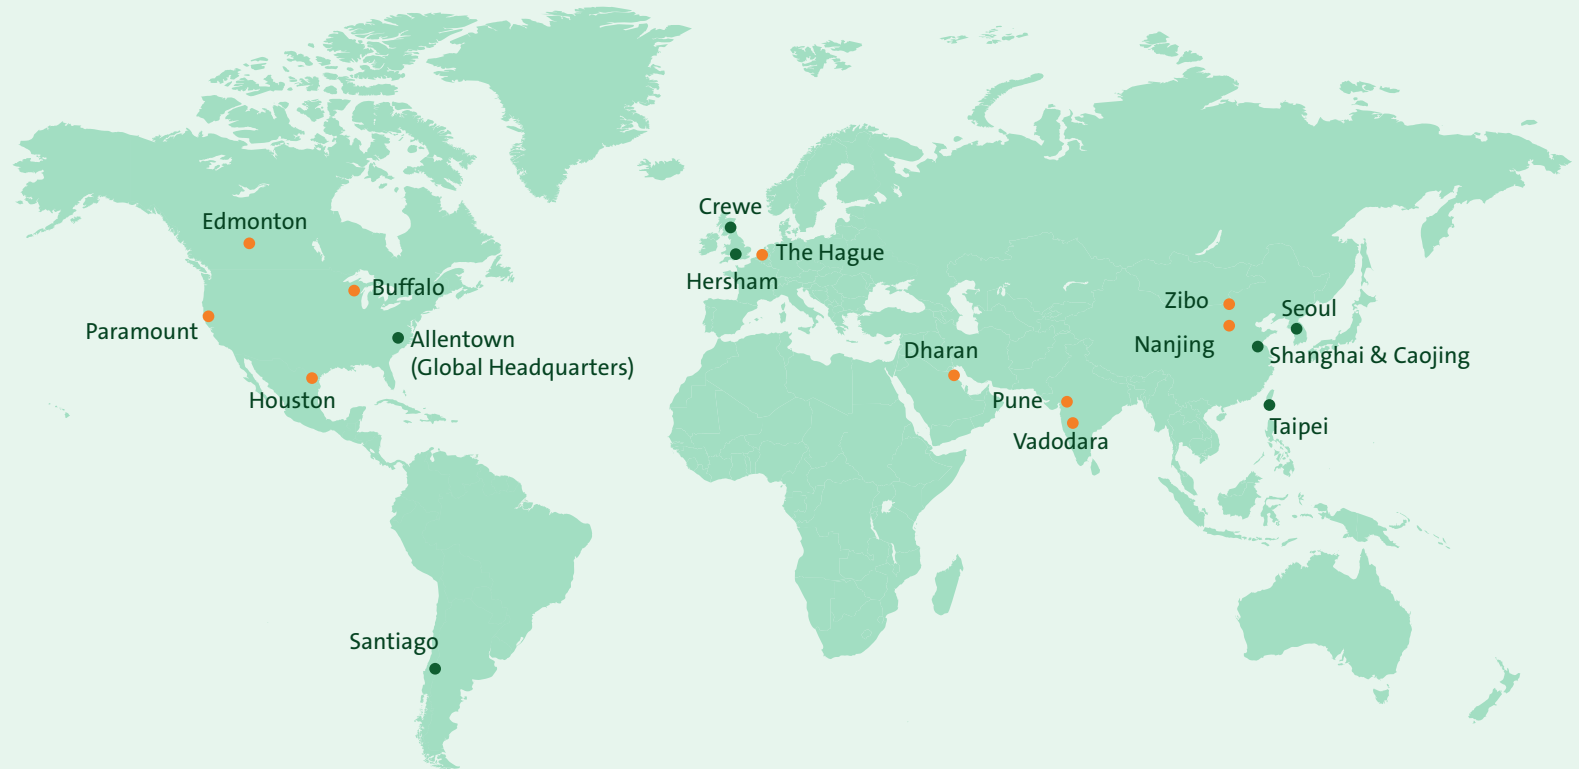 Crewe
Edmonton
The Hague
Hersham
Buffalo
Zibo
Seoul
Paramount
Allentown
(Global Headquarters)
Nanjing
Dharan
Shanghai & Caojing
Houston
Pune
Taipei
Vadodara
Santiago